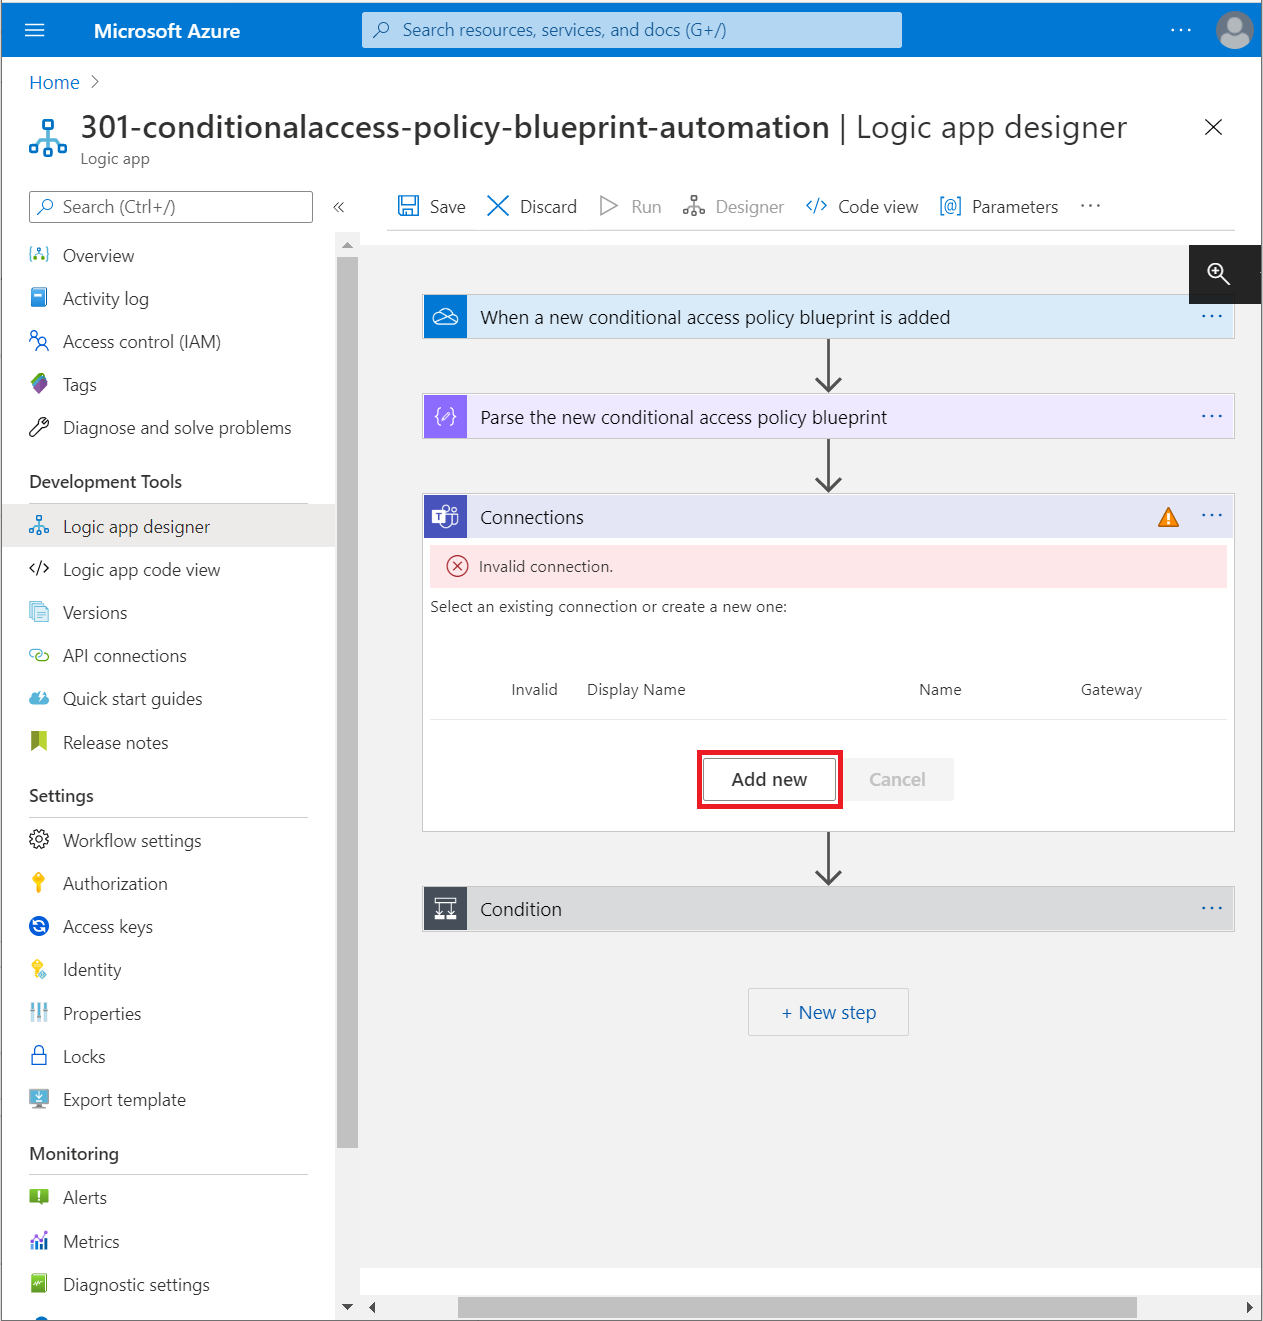 Microsoft Azure
Search resources, services, and docs (G+/)
Home
301-conditionalaccess-policy-blueprint-automation | Logic app designer
Logic app
Search (Ctrl+/)
Save
Discard
Run
Designer
Code view
Parameters
Overview
Activity log
Access control (IAM)
Tags
Diagnose and solve problems
Development Tools
Logic app designer
Logic app code view
Versions
API connections
Quick start guides
Release notes
Settings
Workflow settings
Authorization
Access keys
Identity
Properties
Locks
Export template
Monitoring
Alerts
Metrics
Diagnostic settings
When a new conditional access policy blueprint is added
Parse the new conditional access policy blueprint
Connections
Invalid connection.
Select an existing connection or create a new one:
Invalid Display Name Name Gateway
Add new
Cancel
Condition
+ New step